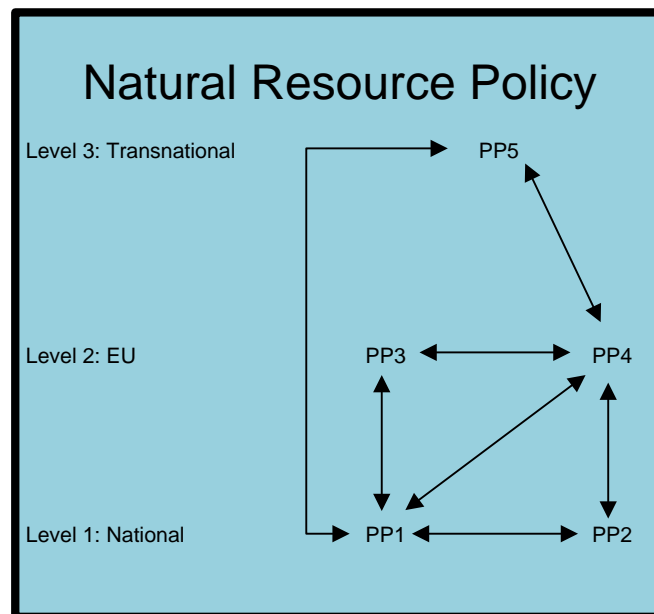 Natural Resource Policy
Level 3: Transnational PP5
Level 2: EU PP3 PP4
Level 1: National PP1 PP2